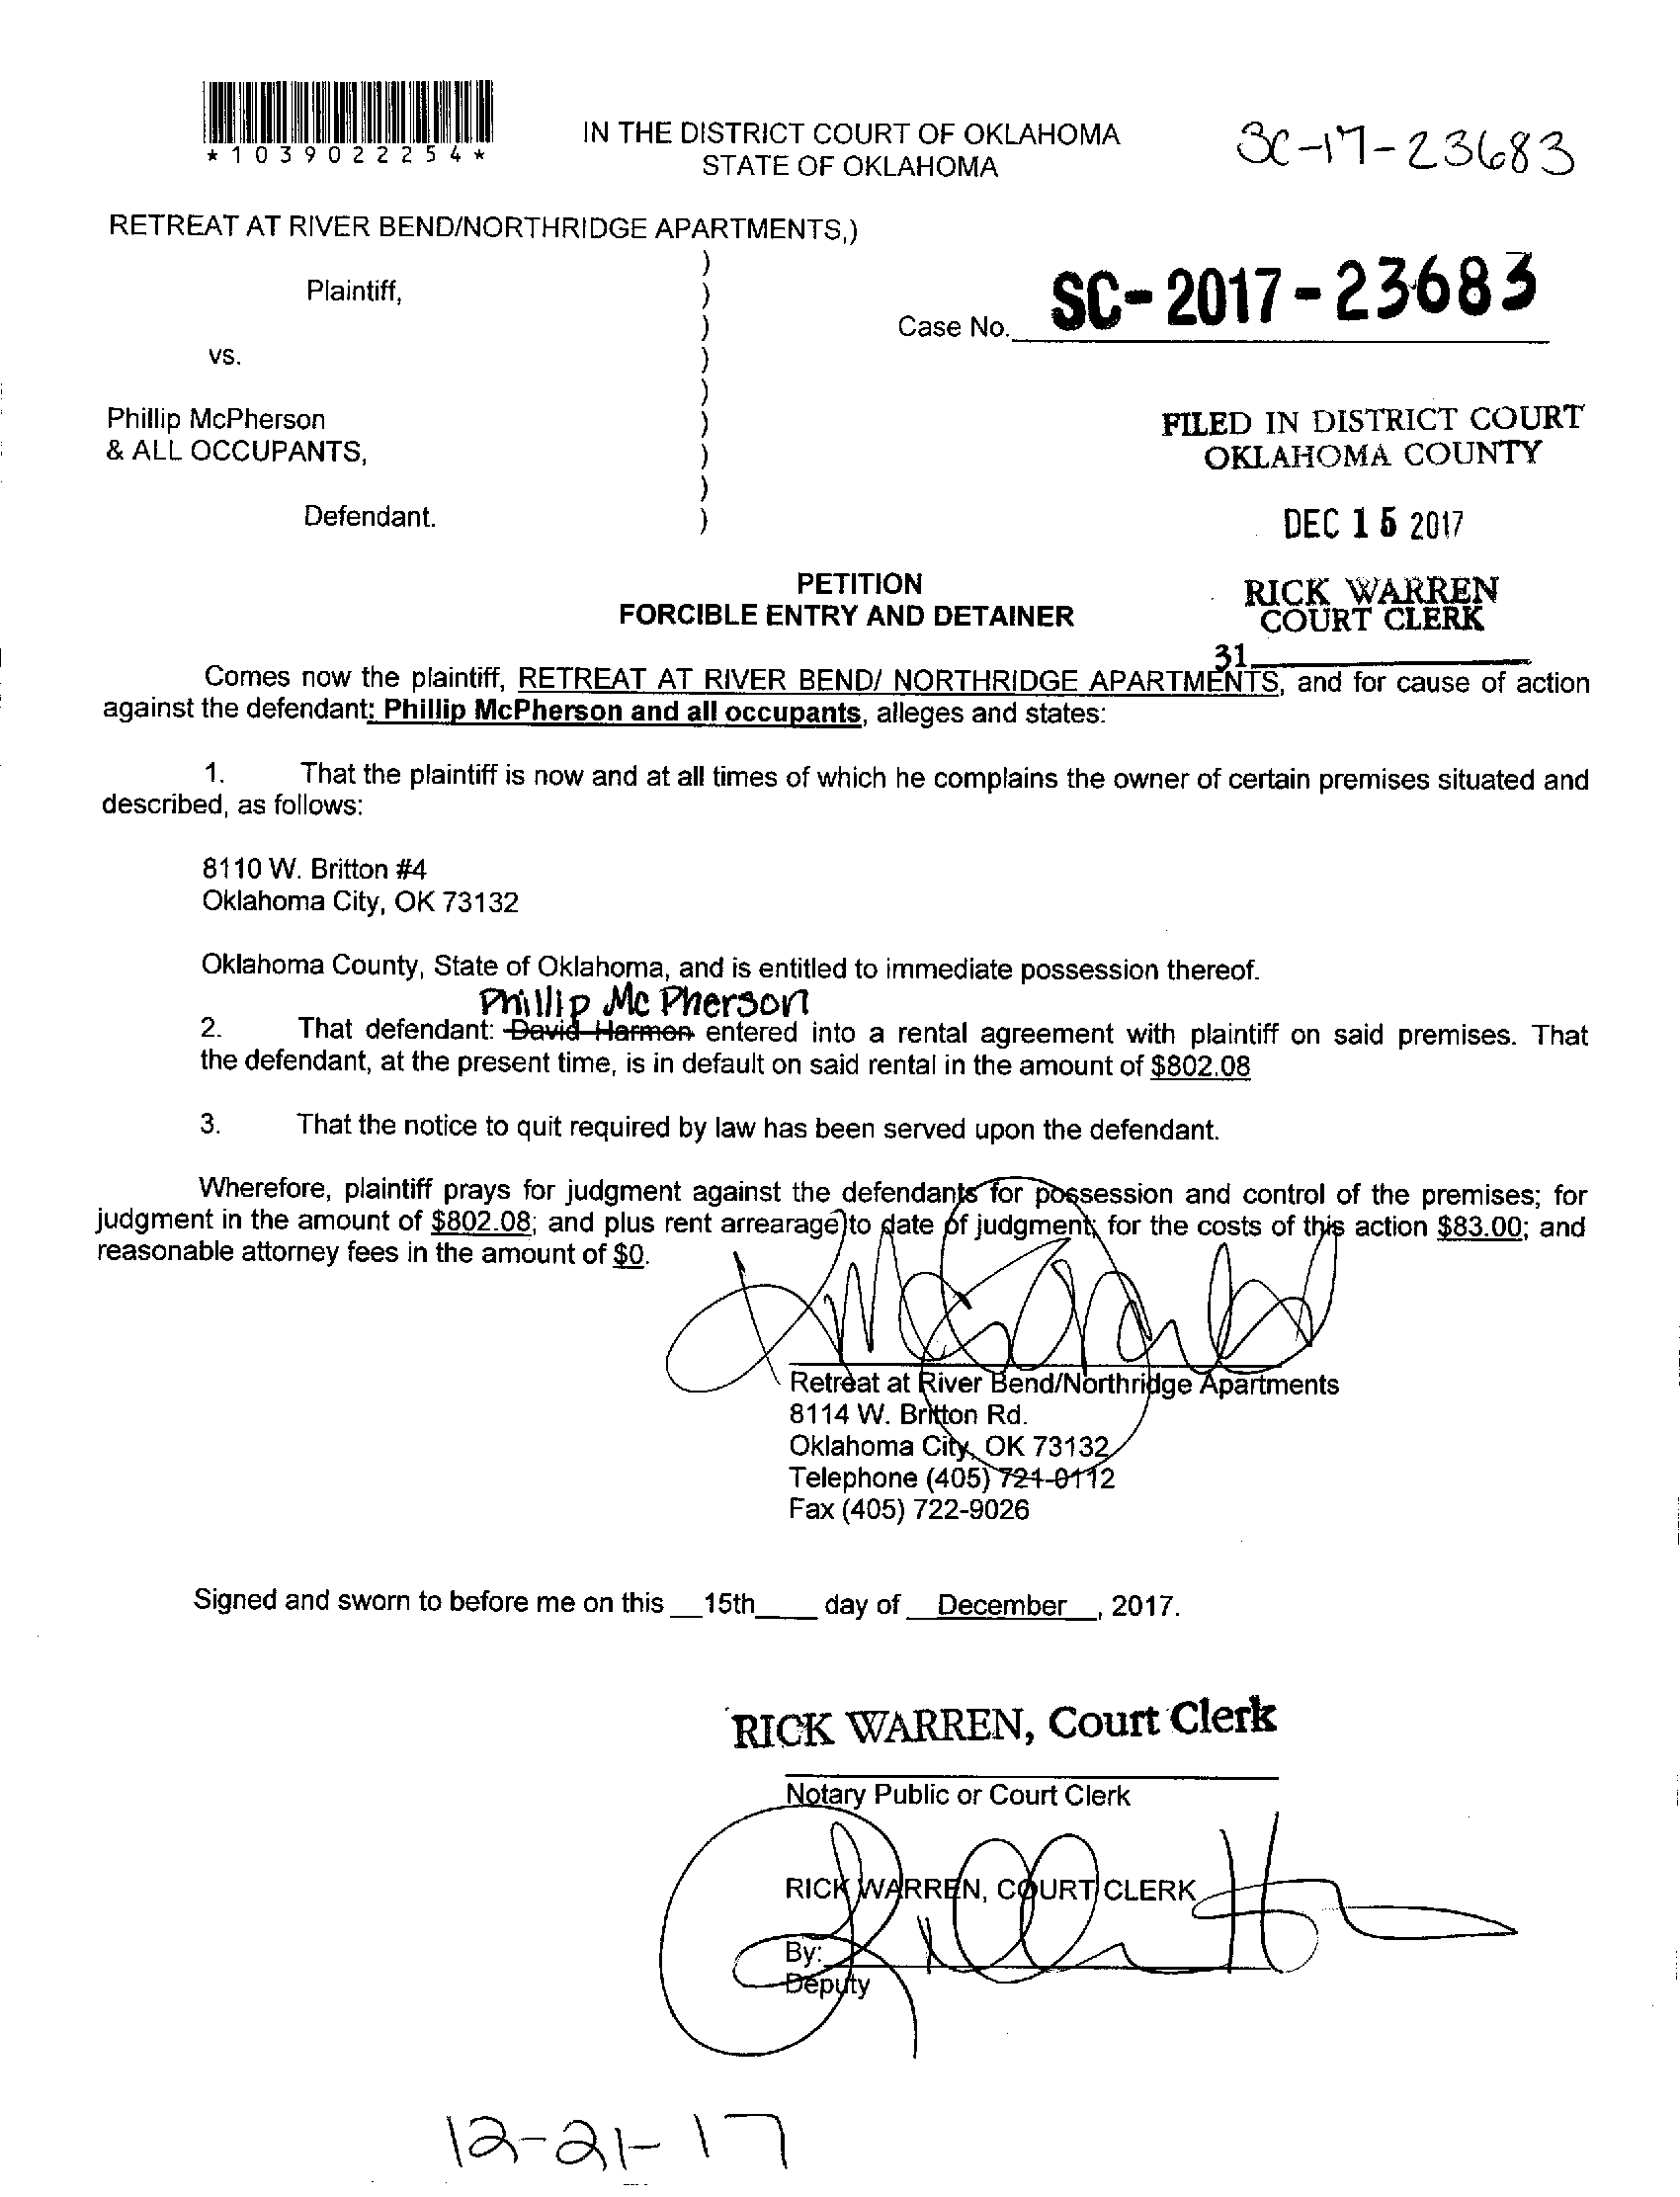 *1039022254*
IN THE DISTRICT COURT OF OKLAHOMA
STATE OF OKLAHOMA
SC-17-23683
RETREAT AT RIVER BEND/NORTHRIDGE APARTMENTS,)
)
Plaintiff, )
)
Case No. SC-2017-23683
vs. )
)
Phillip McPherson )
& ALL OCCUPANTS, )
)
Defendant. )
FILED IN DISTRICT COURT
OKLAHOMA COUNTY
DEC 15 2017
RICK WARREN
COURT CLERK
31
PETITION
FORCIBLE ENTRY AND DETAINER
Comes now the plaintiff, RETREAT AT RIVER BEND/ NORTHRIDGE APARTMENTS, and for cause of action
against the defendant: Phillip McPherson and all occupants, alleges and states:
1. That the plaintiff is now and at all times of which he complains the owner of certain premises situated and
described, as follows:
8110 W. Britton #4
Oklahoma City, OK 73132
Oklahoma County, State of Oklahoma, and is entitled to immediate possession thereof.
Phillip McPherson
2. That defendant: David Harmon entered into a rental agreement with plaintiff on said premises. That
the defendant, at the present time, is in default on said rental in the amount of $802.08
3. That the notice to quit required by law has been served upon the defendant.
Wherefore, plaintiff prays for judgment against the defendants for possession and control of the premises; for
judgment in the amount of $802.08; and plus rent arrearage to date of judgment; for the costs of this action $83.00; and
reasonable attorney fees in the amount of $0.
Retreat at River Bend/Northridge Apartments
8114 W. Britton Rd.
Oklahoma City, OK 73132
Telephone (405) 721-0112
Fax (405) 722-9026
Signed and sworn to before me on this __15th____ day of __December__, 2017.
RICK WARREN, Court Clerk
Notary Public or Court Clerk
RICK WARREN, COURT CLERK
By:
Deputy
12-21-17